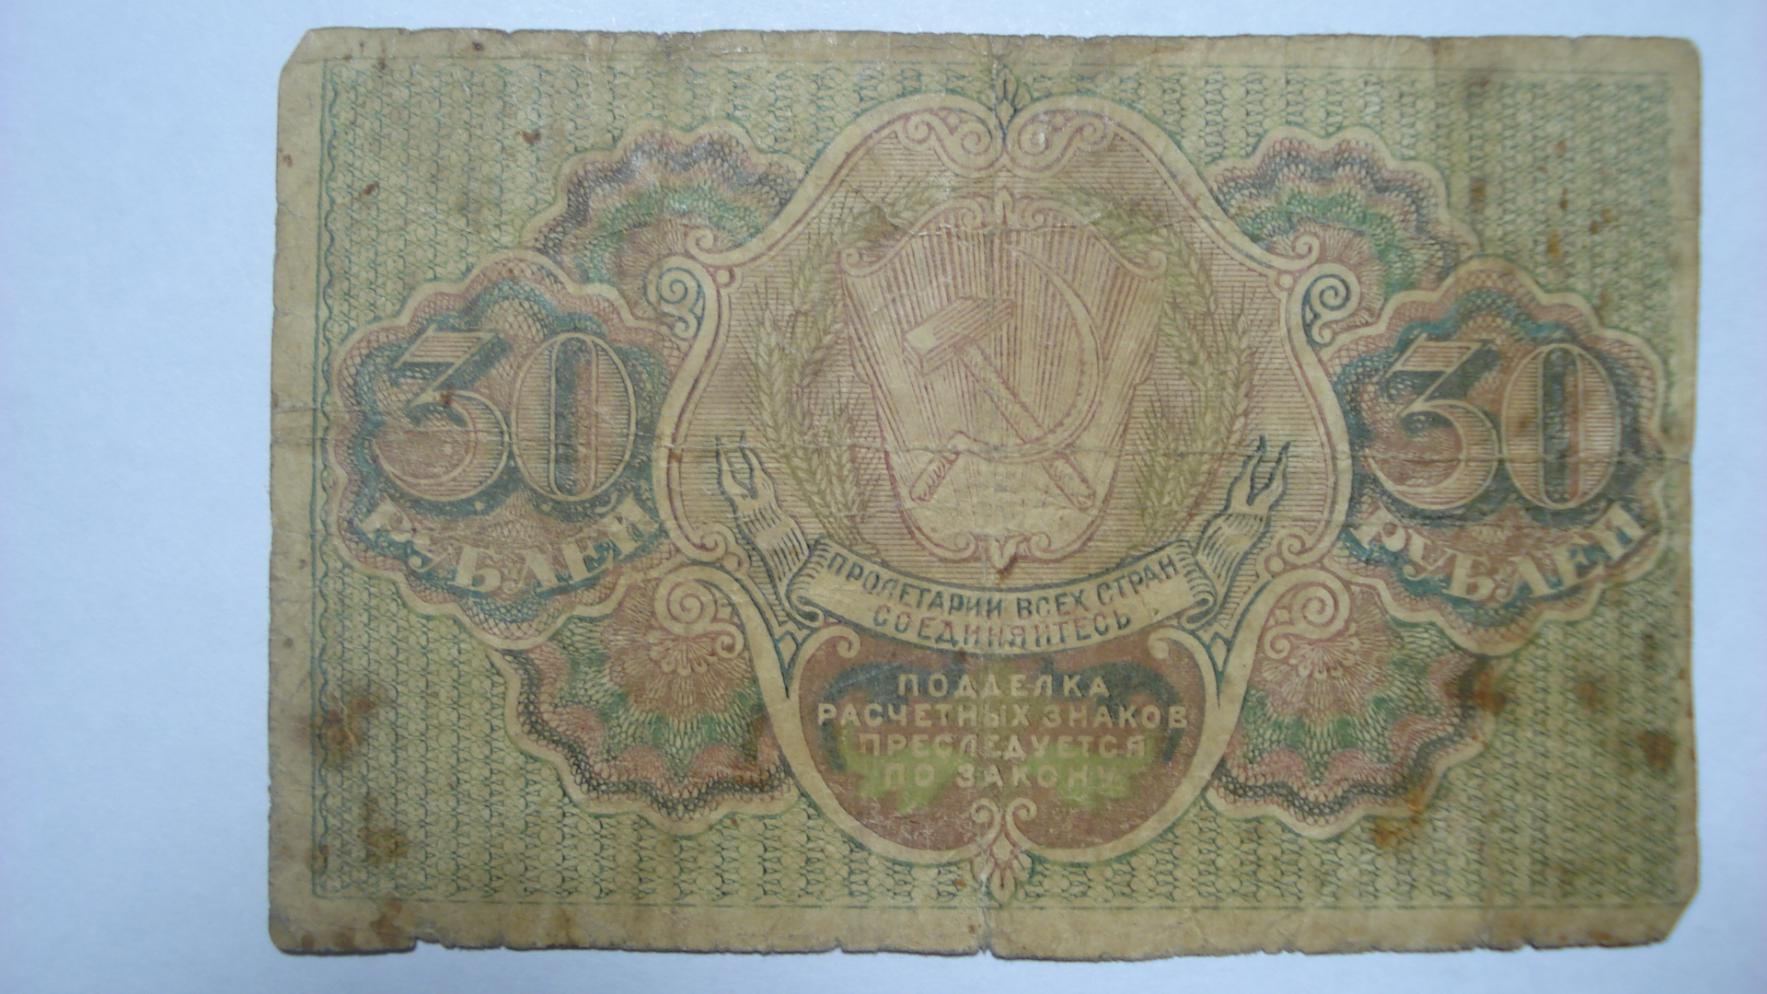 30
РУБЛЕЙ
30
РУБЛЕЙ
ПРОЛЕТАРИИ ВСЕХ СТРАН
СОЕДИНЯЙТЕСЬ
ПОДДЕЛКА
РАСЧЕТНЫХ ЗНАКОВ
ПРЕСЛЕДУЕТСЯ
ПО ЗАКОНУ